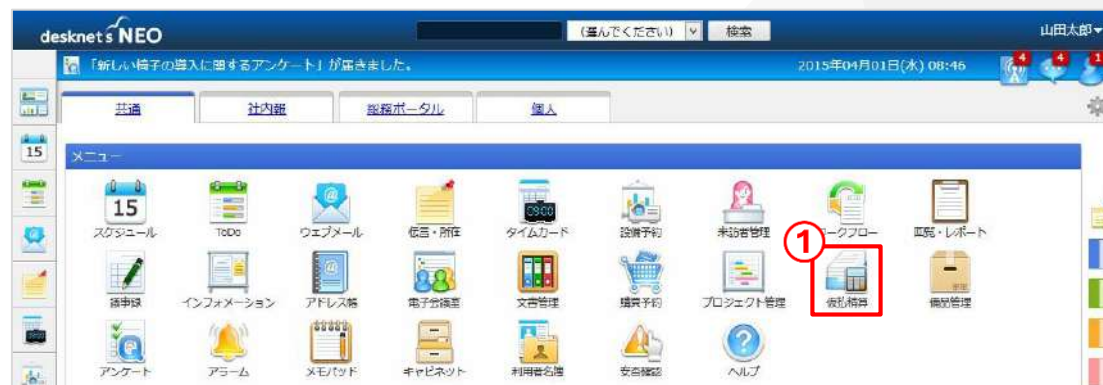 desknet's NEO
(選んでください) 検索 山田太郎▾
「新しい椅子の導入に関するアンケート」が届きました。 2015年04月01日(水) 08:46 4 4 1
共通 社内報 総務ポータル 個人
15
メニュー
15
スケジュール ToDo ウェブメール 伝言・所在 タイムカード 設備予約 来訪者管理 ワークフロー 回覧・レポート
①
議事録 インフォメーション アドレス帳 電子会議室 文書管理 購買予約 プロジェクト管理 仮払精算 備品管理
アンケート アラーム メモパッド キャビネット 利用者名簿 安否確認 ヘルプ